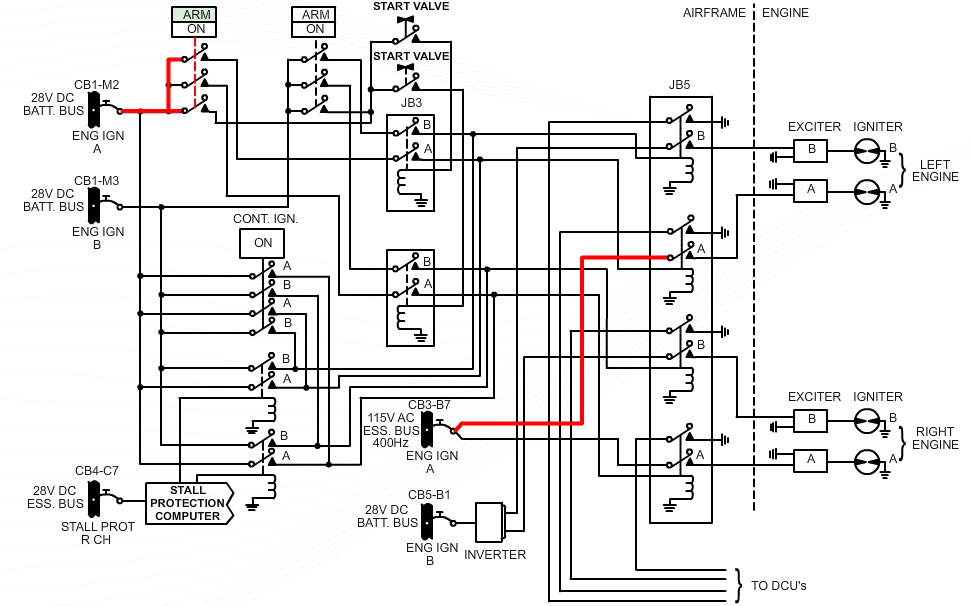 START VALVE
ARM
ON
ARM
ON
AIRFRAME
ENGINE
START VALVE
CB1-M2
28V DC
BATT. BUS
ENG IGN
A
JB3
B
A
JB5
B
EXCITER
IGNITER
B
B
A
A
LEFT
ENGINE
CB1-M3
28V DC
BATT. BUS
ENG IGN
B
CONT. IGN.
ON
A
B
A
B
B
A
B
A
B
A
A
B
A
CB3-B7
115V AC
ESS. BUS
400Hz
ENG IGN
A
EXCITER
IGNITER
B
B
A
A
RIGHT
ENGINE
CB4-C7
28V DC
ESS. BUS
STALL PROT
R CH
STALL
PROTECTION
COMPUTER
CB5-B1
28V DC
BATT. BUS
ENG IGN
B
INVERTER
TO DCU's